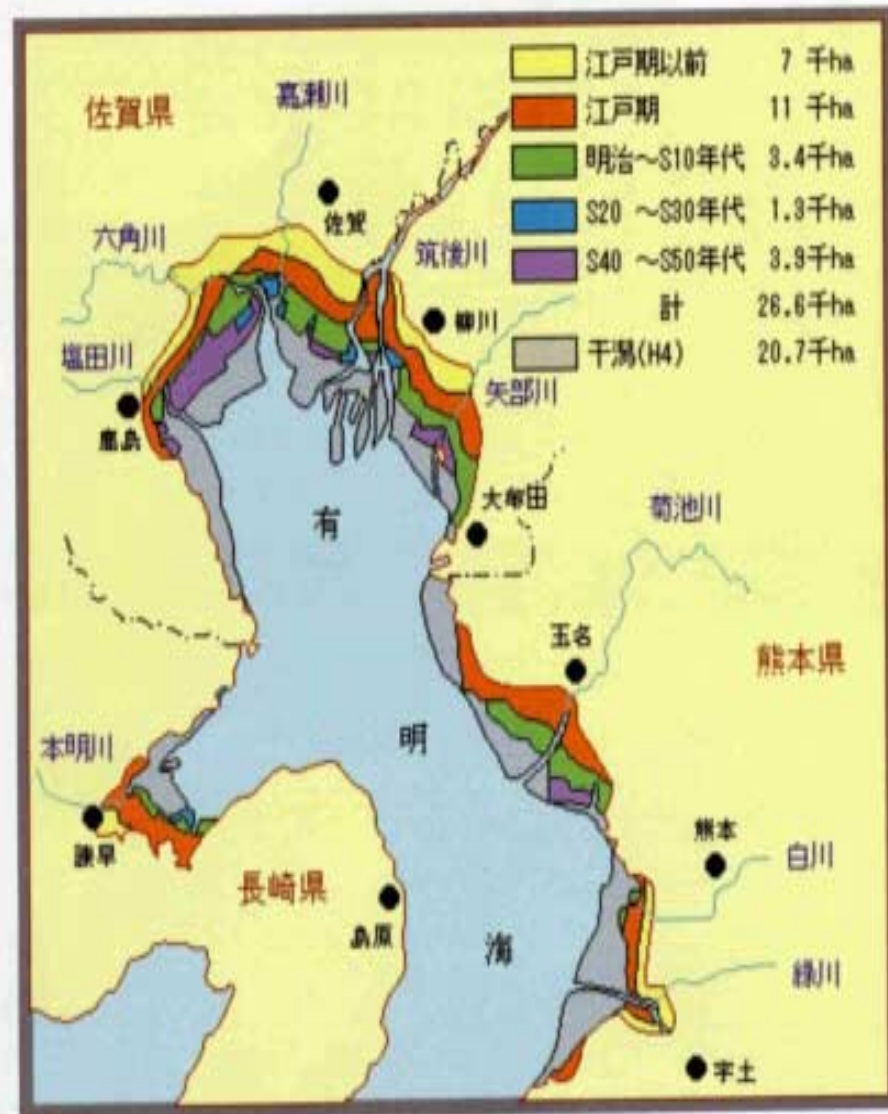 江戸期以前 7 千ha
江戸期 11 千ha
明治～S10年代 3.4千ha
S20 ～S30年代 1.3千ha
S40 ～S50年代 3.9千ha
計 26.6千ha
干潟(H4) 20.7千ha
佐賀県
嘉瀬川
佐賀
六角川
筑後川
柳川
塩田川
鹿島
矢部川
大牟田
菊池川
有
明
海
玉名
熊本県
本明川
諫早
長崎県
島原
熊本
白川
緑川
宇土